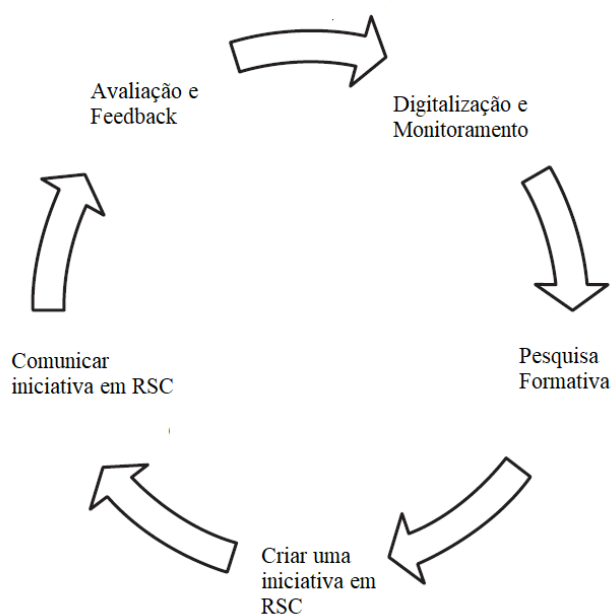 Avaliação e
Feedback
Digitalização e
Monitoramento
Pesquisa
Formativa
Criar uma
iniciativa em
RSC
Comunicar
iniciativa em RSC